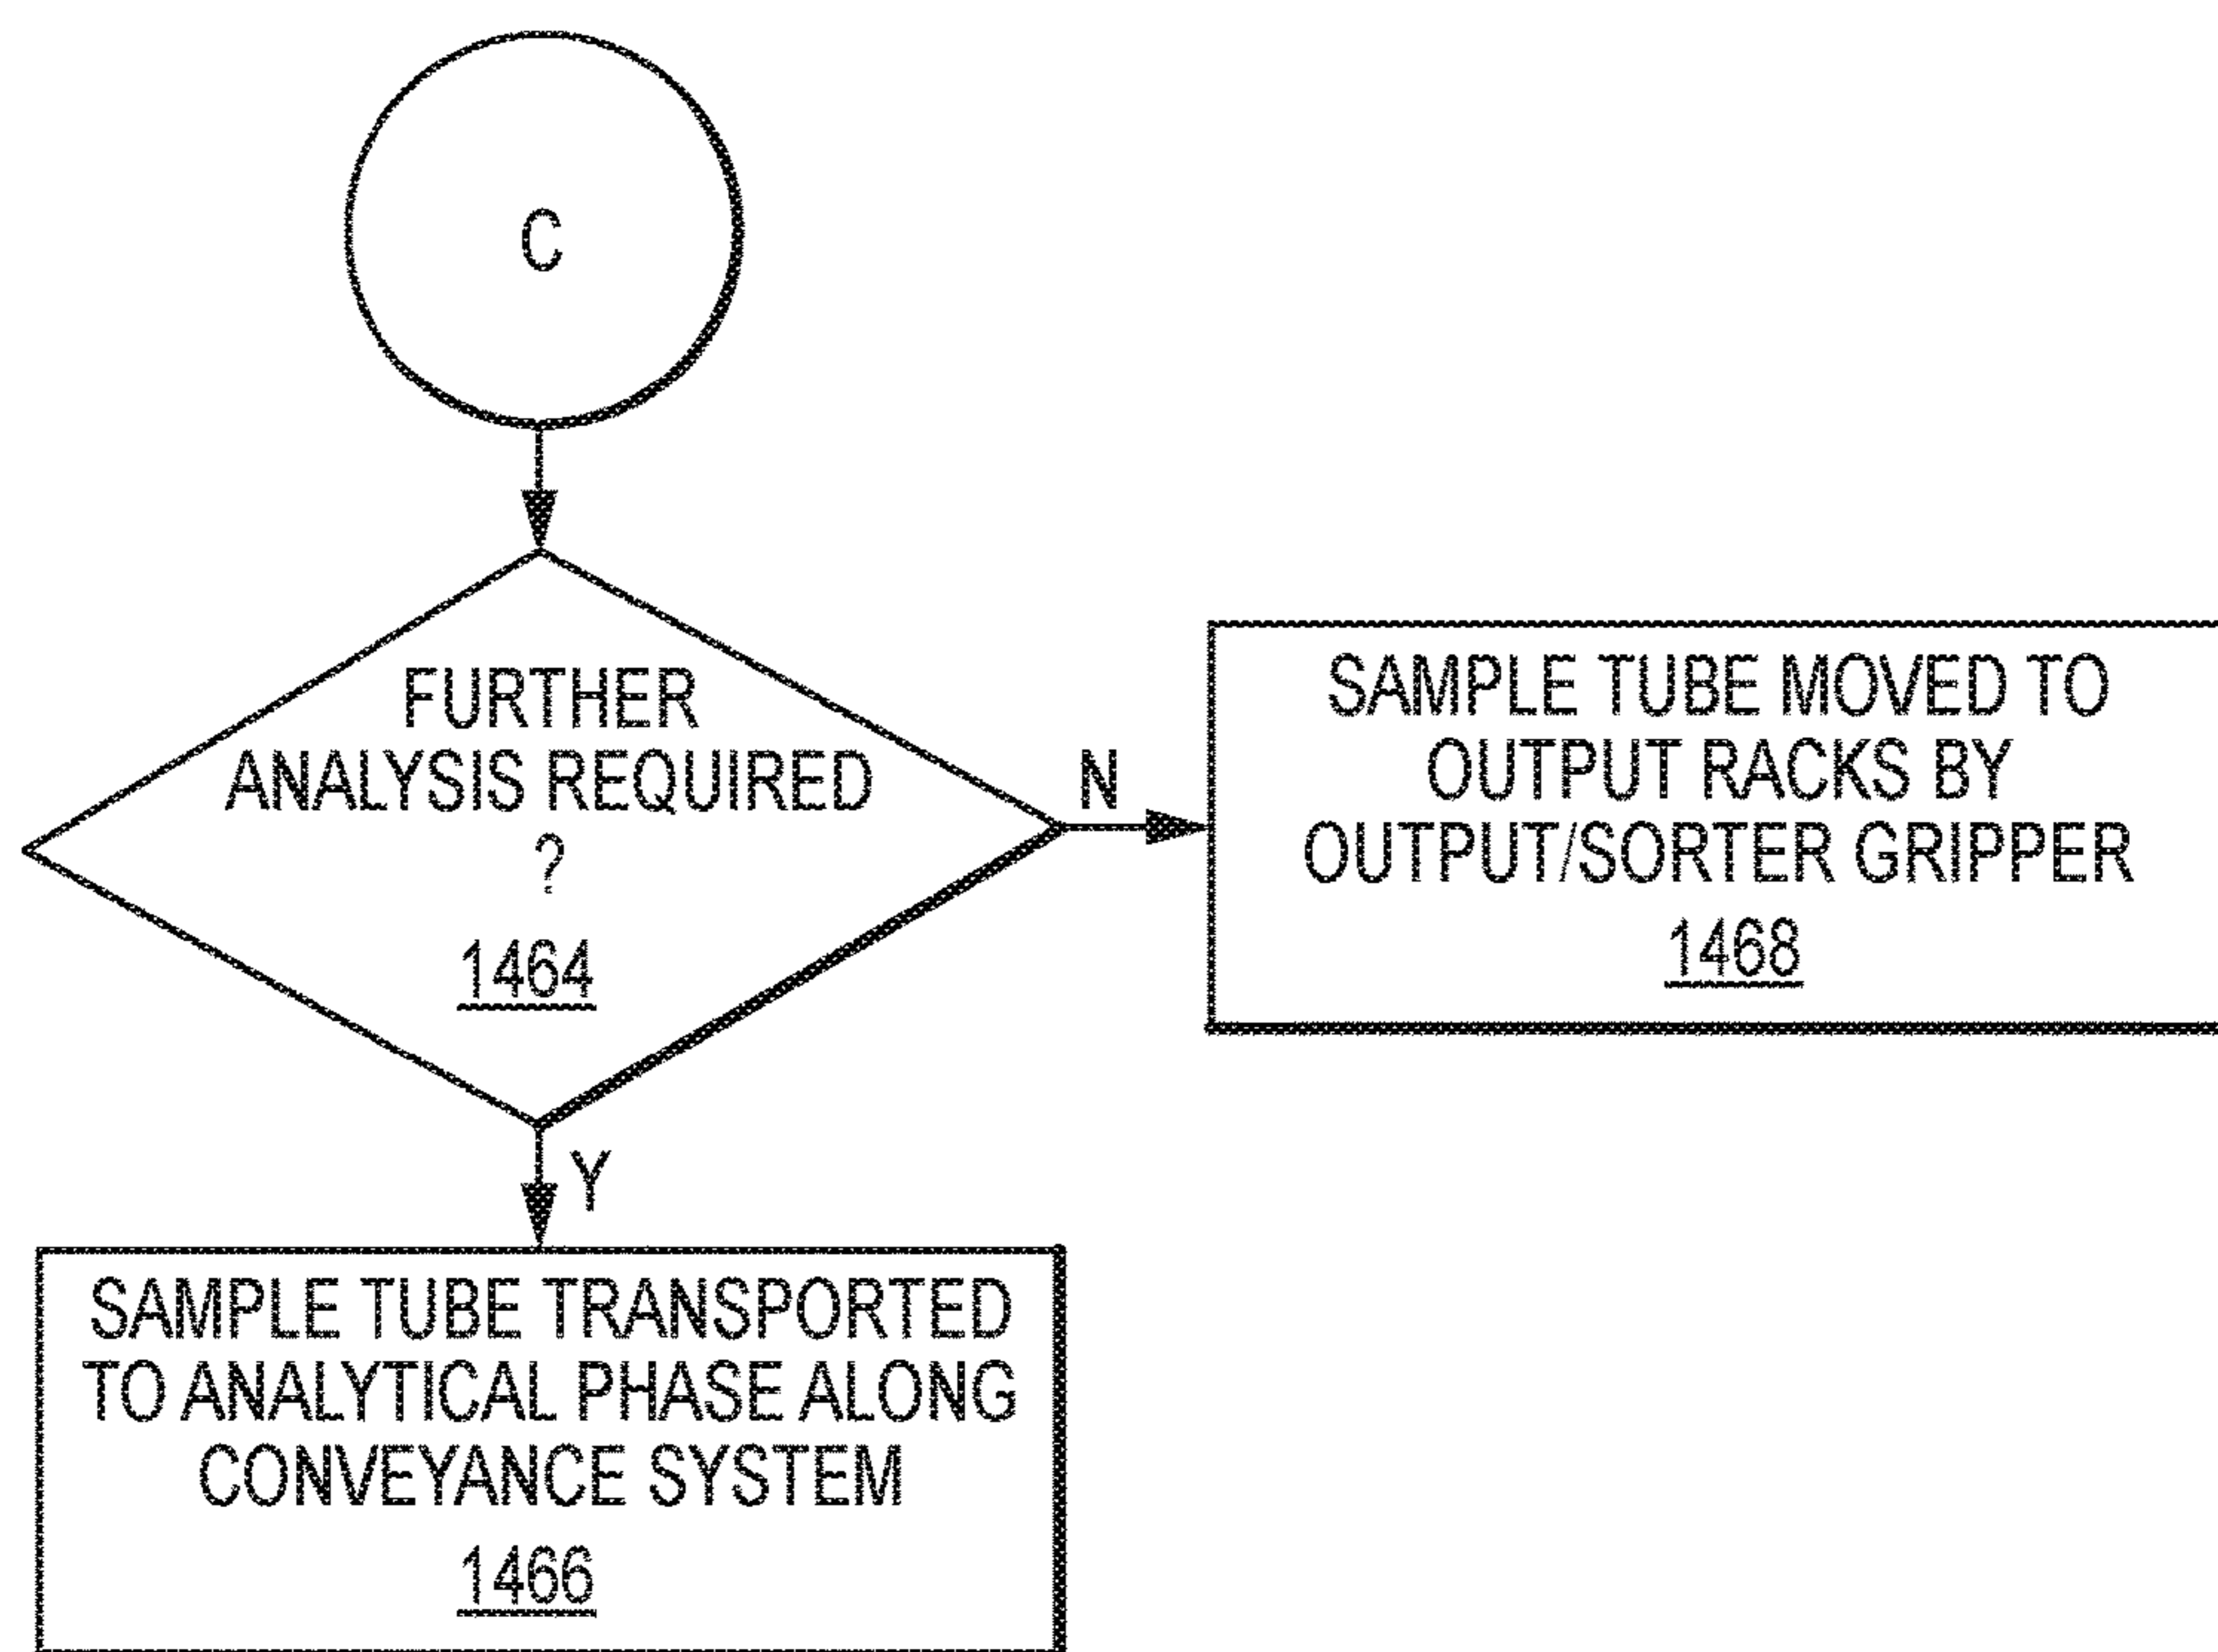 C
FURTHER
ANALYSIS REQUIRED
?
1464
N
SAMPLE TUBE MOVED TO
OUTPUT RACKS BY
OUTPUT/SORTER GRIPPER
1468
Y
SAMPLE TUBE TRANSPORTED
TO ANALYTICAL PHASE ALONG
CONVEYANCE SYSTEM
1466